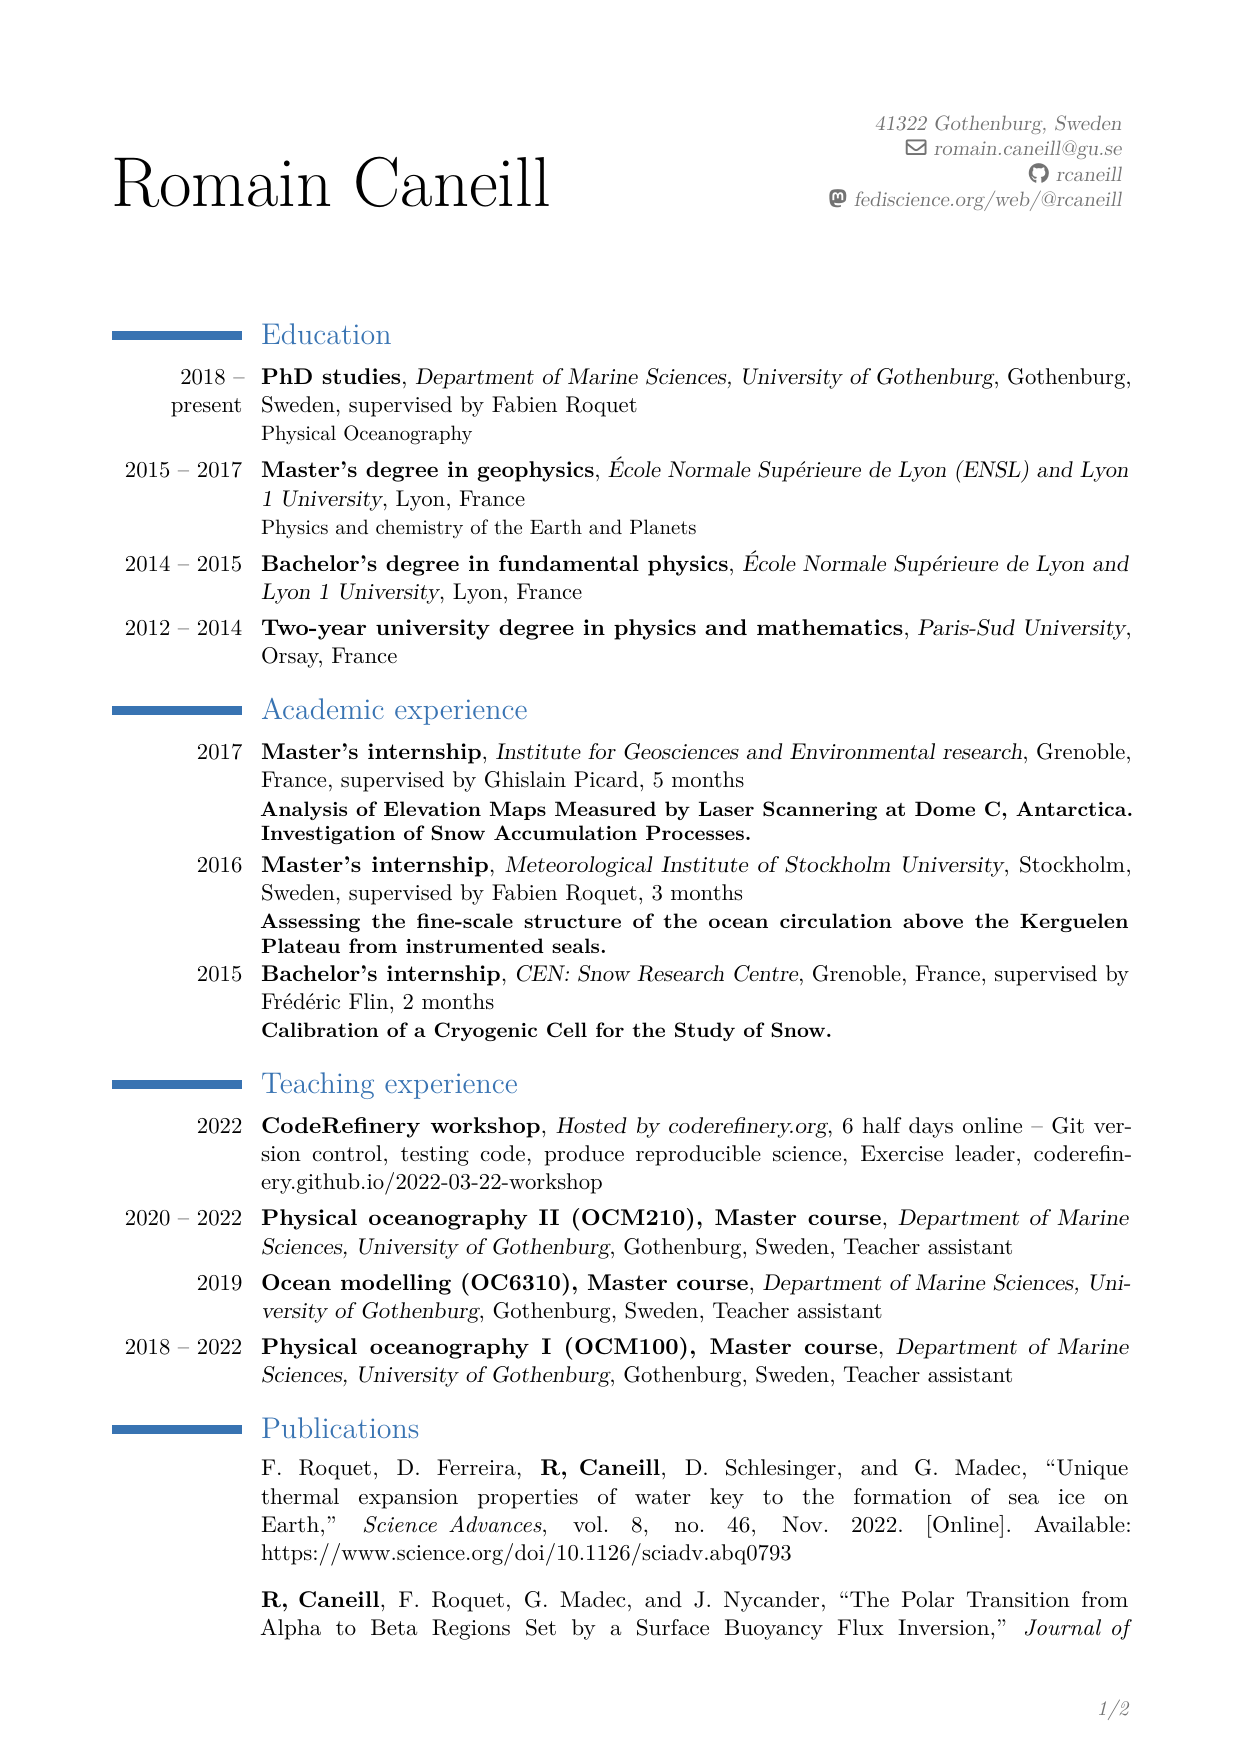 Romain Caneill
41322 Gothenburg, Sweden
romain.caneill@gu.se
rcaneill
fediscience.org/web/@rcaneill
Education
2018 –
present
PhD studies, Department of Marine Sciences, University of Gothenburg, Gothenburg,
Sweden, supervised by Fabien Roquet
Physical Oceanography
2015 – 2017 Master's degree in geophysics, École Normale Supérieure de Lyon (ENSL) and Lyon
1 University, Lyon, France
Physics and chemistry of the Earth and Planets
2014 – 2015 Bachelor's degree in fundamental physics, École Normale Supérieure de Lyon and
Lyon 1 University, Lyon, France
2012 – 2014 Two-year university degree in physics and mathematics, Paris-Sud University,
Orsay, France
Academic experience
2017 Master's internship, Institute for Geosciences and Environmental research, Grenoble,
France, supervised by Ghislain Picard, 5 months
Analysis of Elevation Maps Measured by Laser Scannering at Dome C, Antarctica.
Investigation of Snow Accumulation Processes.
2016 Master's internship, Meteorological Institute of Stockholm University, Stockholm,
Sweden, supervised by Fabien Roquet, 3 months
Assessing the fine-scale structure of the ocean circulation above the Kerguelen
Plateau from instrumented seals.
2015 Bachelor's internship, CEN: Snow Research Centre, Grenoble, France, supervised by
Frédéric Flin, 2 months
Calibration of a Cryogenic Cell for the Study of Snow.
Teaching experience
2022 CodeRefinery workshop, Hosted by coderefinery.org, 6 half days online – Git ver-
sion control, testing code, produce reproducible science, Exercise leader, coderefin-
ery.github.io/2022-03-22-workshop
2020 – 2022 Physical oceanography II (OCM210), Master course, Department of Marine
Sciences, University of Gothenburg, Gothenburg, Sweden, Teacher assistant
2019 Ocean modelling (OC6310), Master course, Department of Marine Sciences, Uni-
versity of Gothenburg, Gothenburg, Sweden, Teacher assistant
2018 – 2022 Physical oceanography I (OCM100), Master course, Department of Marine
Sciences, University of Gothenburg, Gothenburg, Sweden, Teacher assistant
Publications
F. Roquet, D. Ferreira, R, Caneill, D. Schlesinger, and G. Madec, “Unique
thermal expansion properties of water key to the formation of sea ice on
Earth,” Science Advances, vol. 8, no. 46, Nov. 2022. [Online]. Available:
https://www.science.org/doi/10.1126/sciadv.abq0793
R, Caneill, F. Roquet, G. Madec, and J. Nycander, “The Polar Transition from
Alpha to Beta Regions Set by a Surface Buoyancy Flux Inversion,” Journal of
1/2